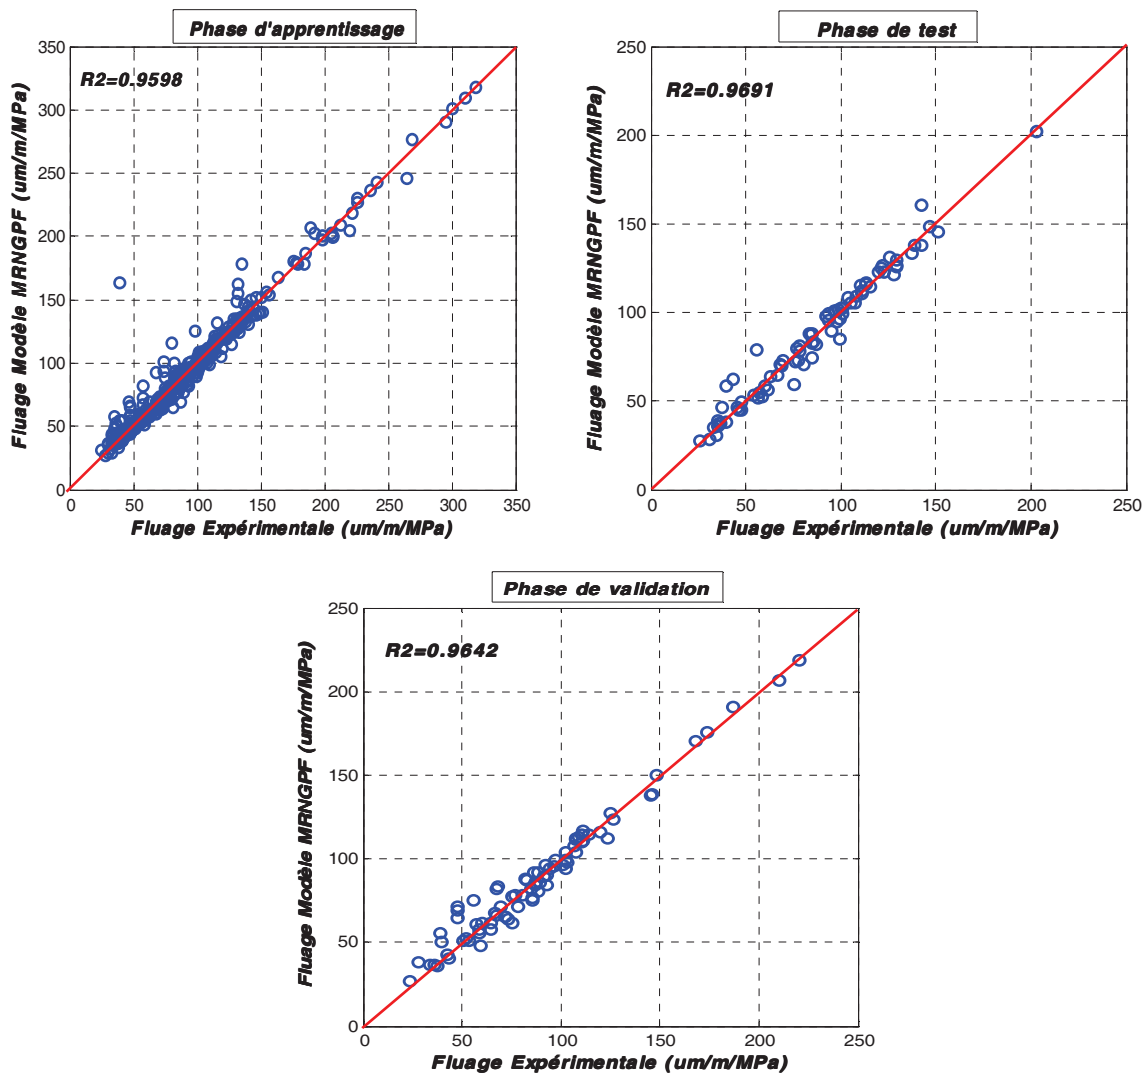 Phase d'apprentissage
R2=0.9598
350
300
250
200
150
100
50
0
0 50 100 150 200 250 300 350
Fluage Modèle MRNGPF (um/m/MPa)
Fluage Expérimentale (um/m/MPa)
Phase de test
R2=0.9691
250
200
150
100
50
0
0 50 100 150 200 250
Fluage Modèle MRNGPF (um/m/MPa)
Fluage Expérimentale (um/m/MPa)
Phase de validation
R2=0.9642
250
200
150
100
50
0
0 50 100 150 200 250
Fluage Modèle MRNGPF (um/m/MPa)
Fluage Expérimentale (um/m/MPa)